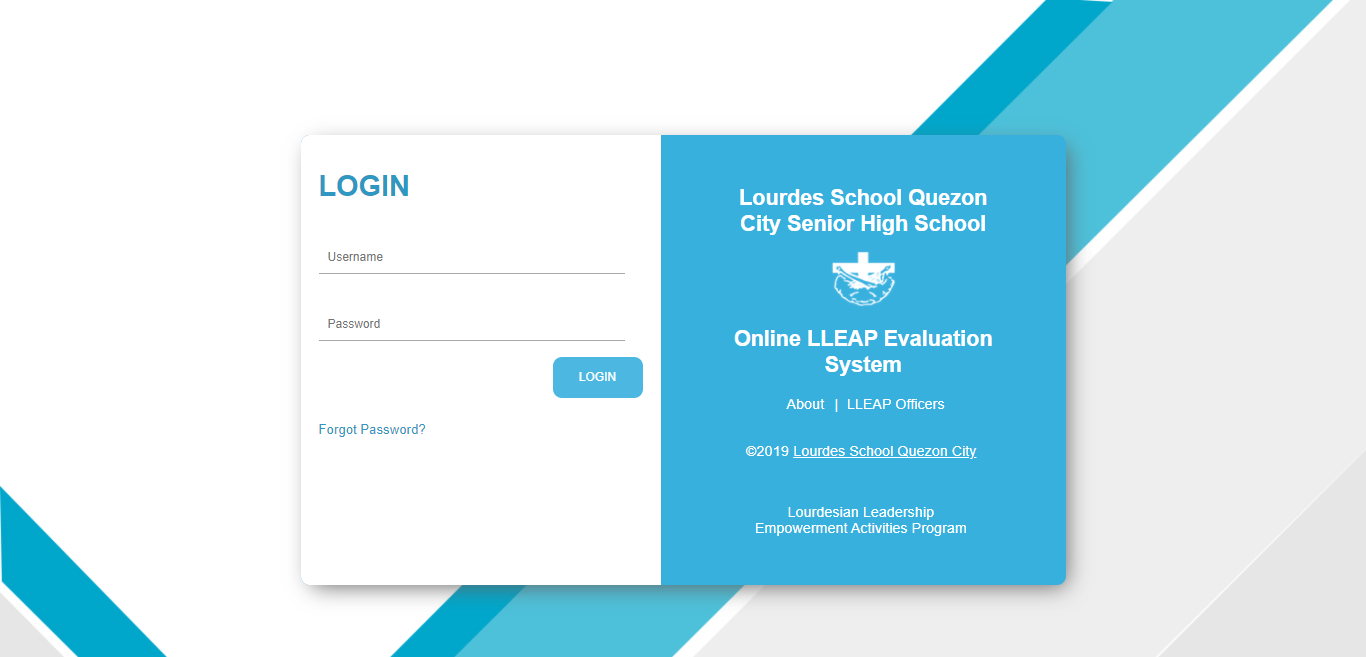 LOGIN
Username
Password
LOGIN
Forgot Password?
Lourdes School Quezon
City Senior High School
Online LLEAP Evaluation
System
About | LLEAP Officers
©2019 Lourdes School Quezon City
Lourdesian Leadership
Empowerment Activities Program